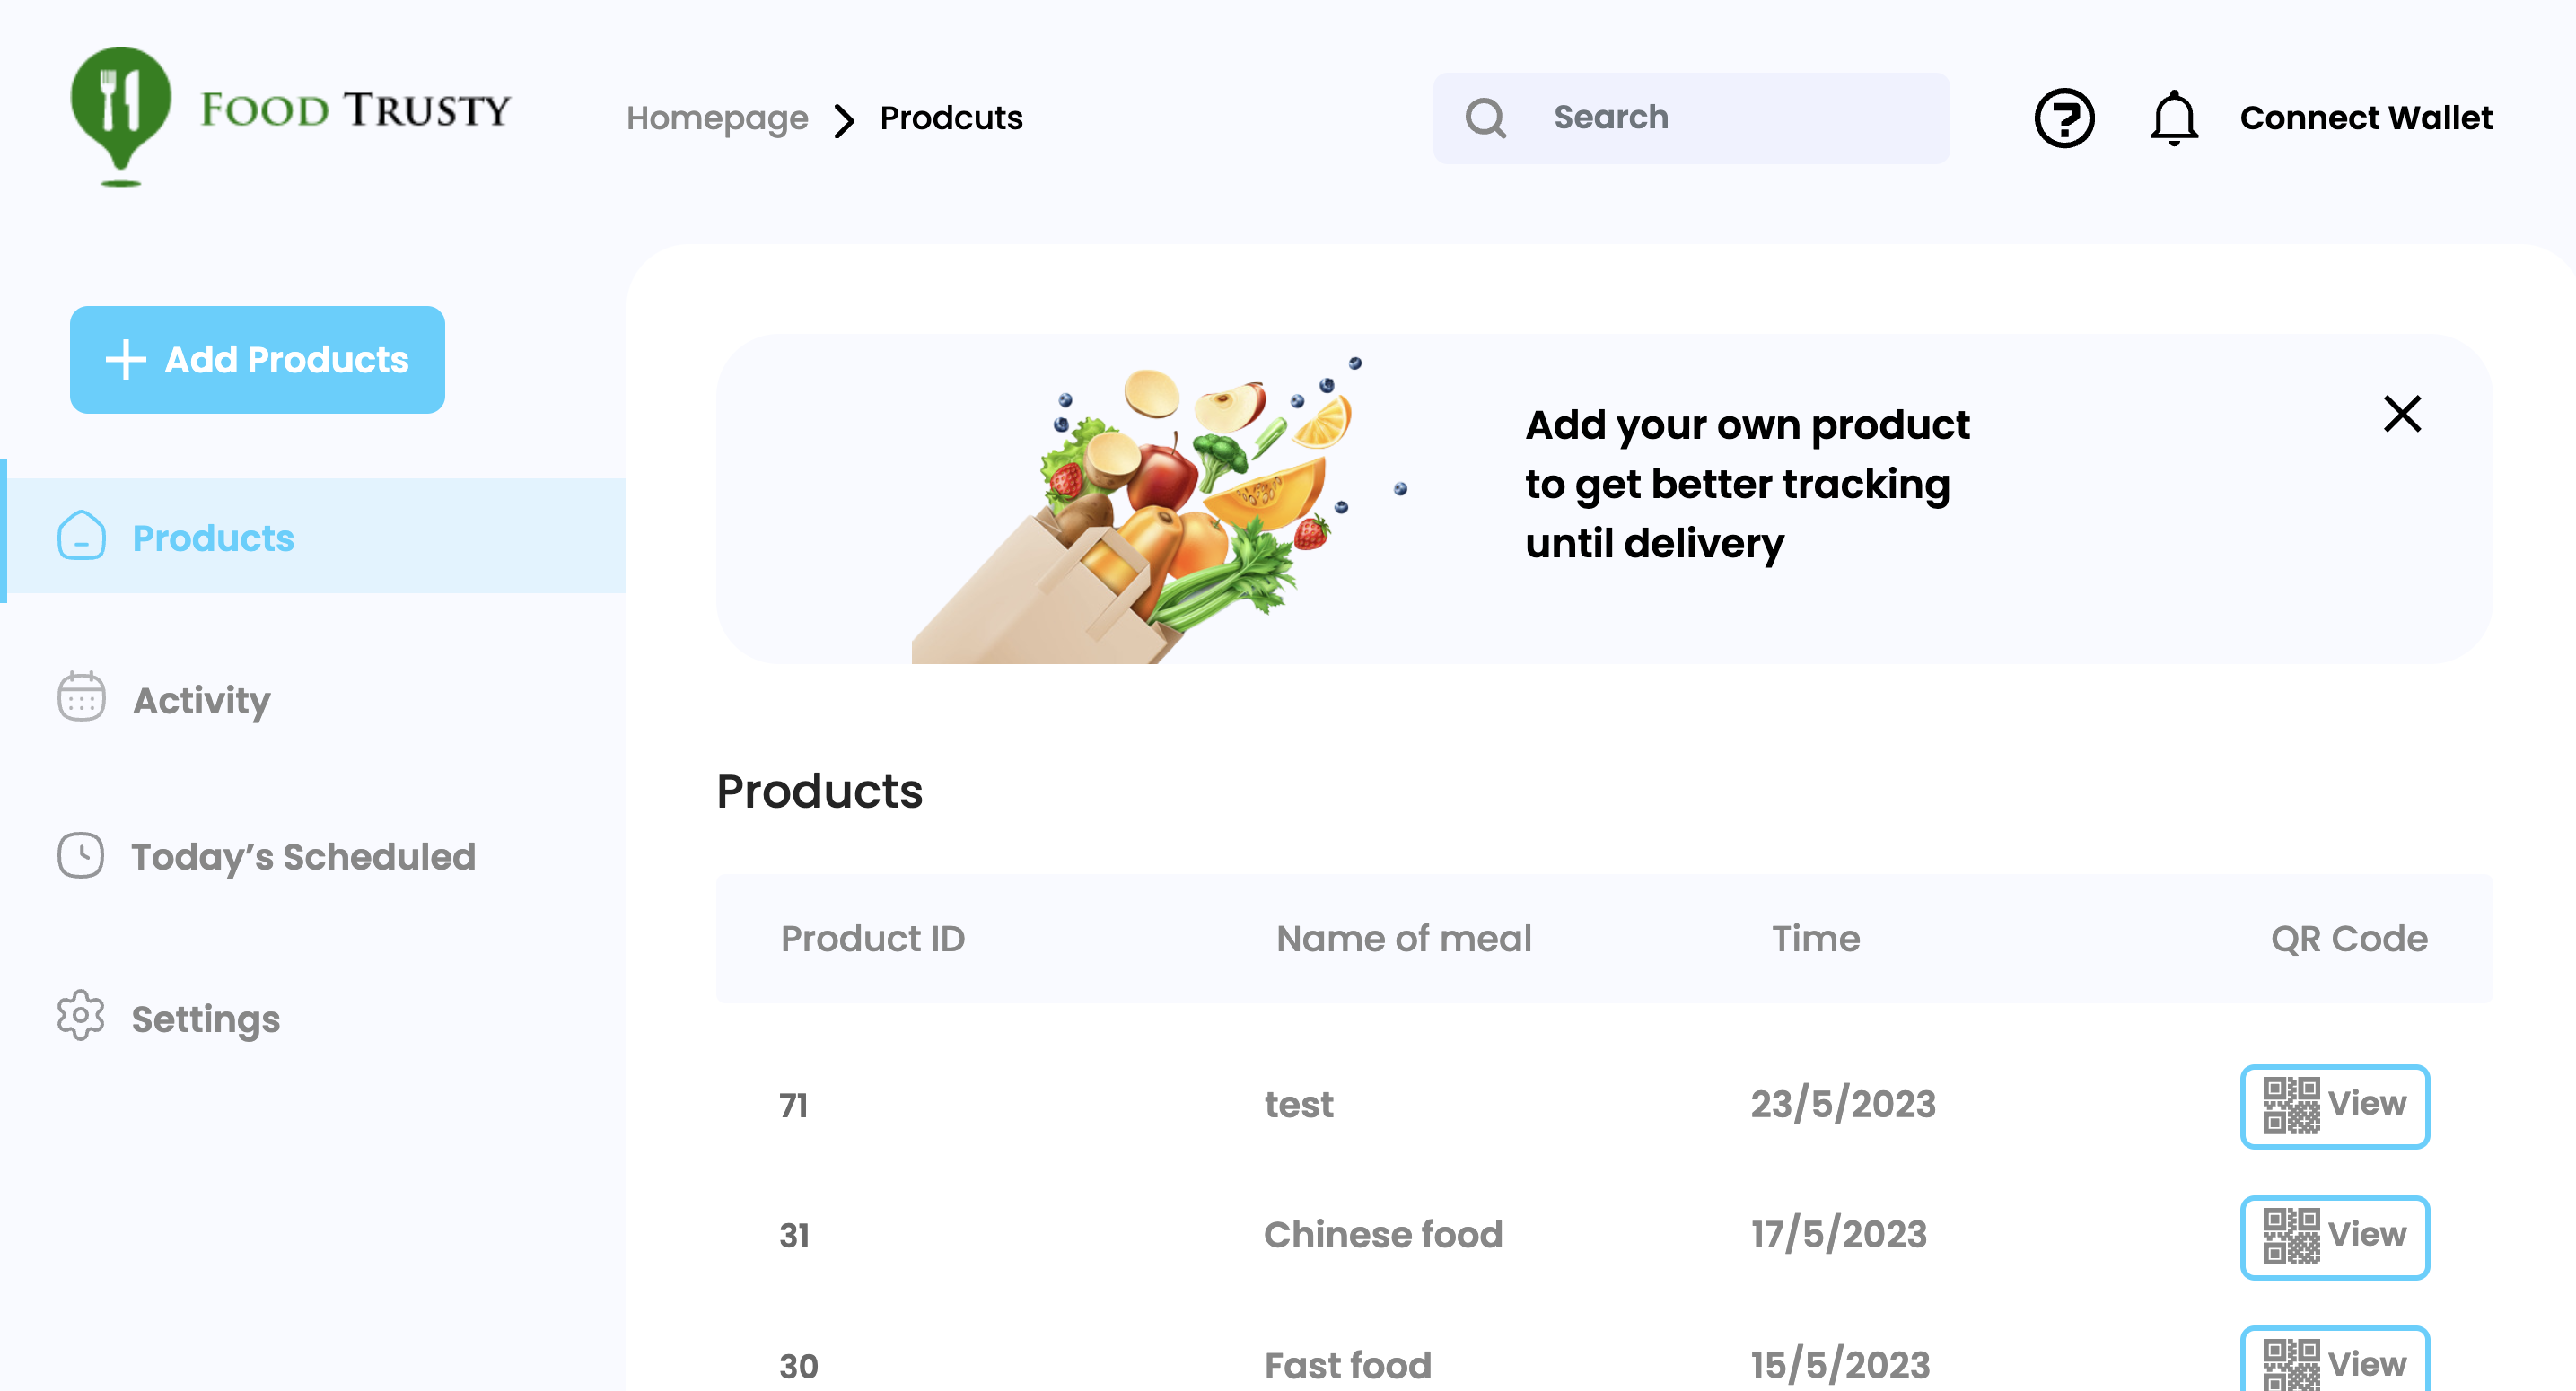 FOOD TRUSTY
Homepage
Prodcuts
Search
Connect Wallet
Add Products
Products
Activity
Today’s Scheduled
Settings
Add your own product
to get better tracking
until delivery
Products
Product ID Name of meal Time QR Code
71 test 23/5/2023 View
31 Chinese food 17/5/2023 View
30 Fast food 15/5/2023 View